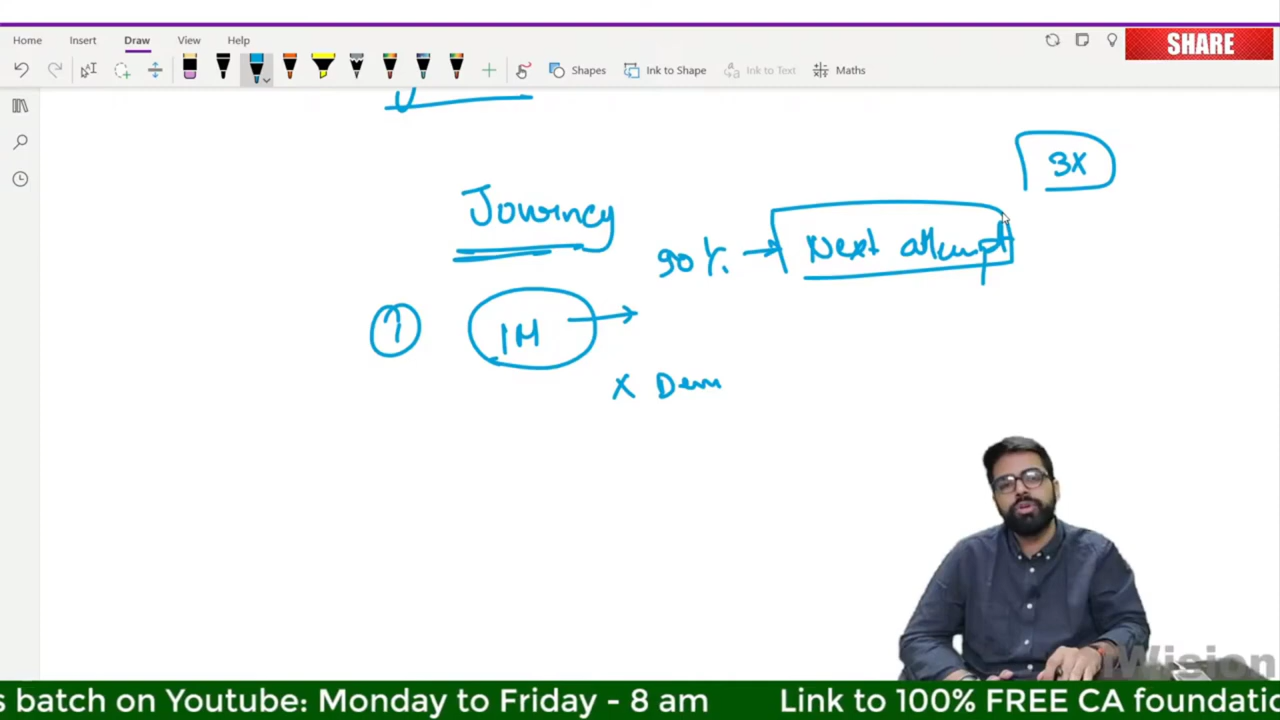 Home Insert Draw View Help
SHARE
Shapes Ink to Shape Ink to Text Maths
3X
Journey
90% → Next attempt
1 1M →
X Dem
Vision
s batch on Youtube: Monday to Friday - 8 am Link to 100% FREE CA foundatio